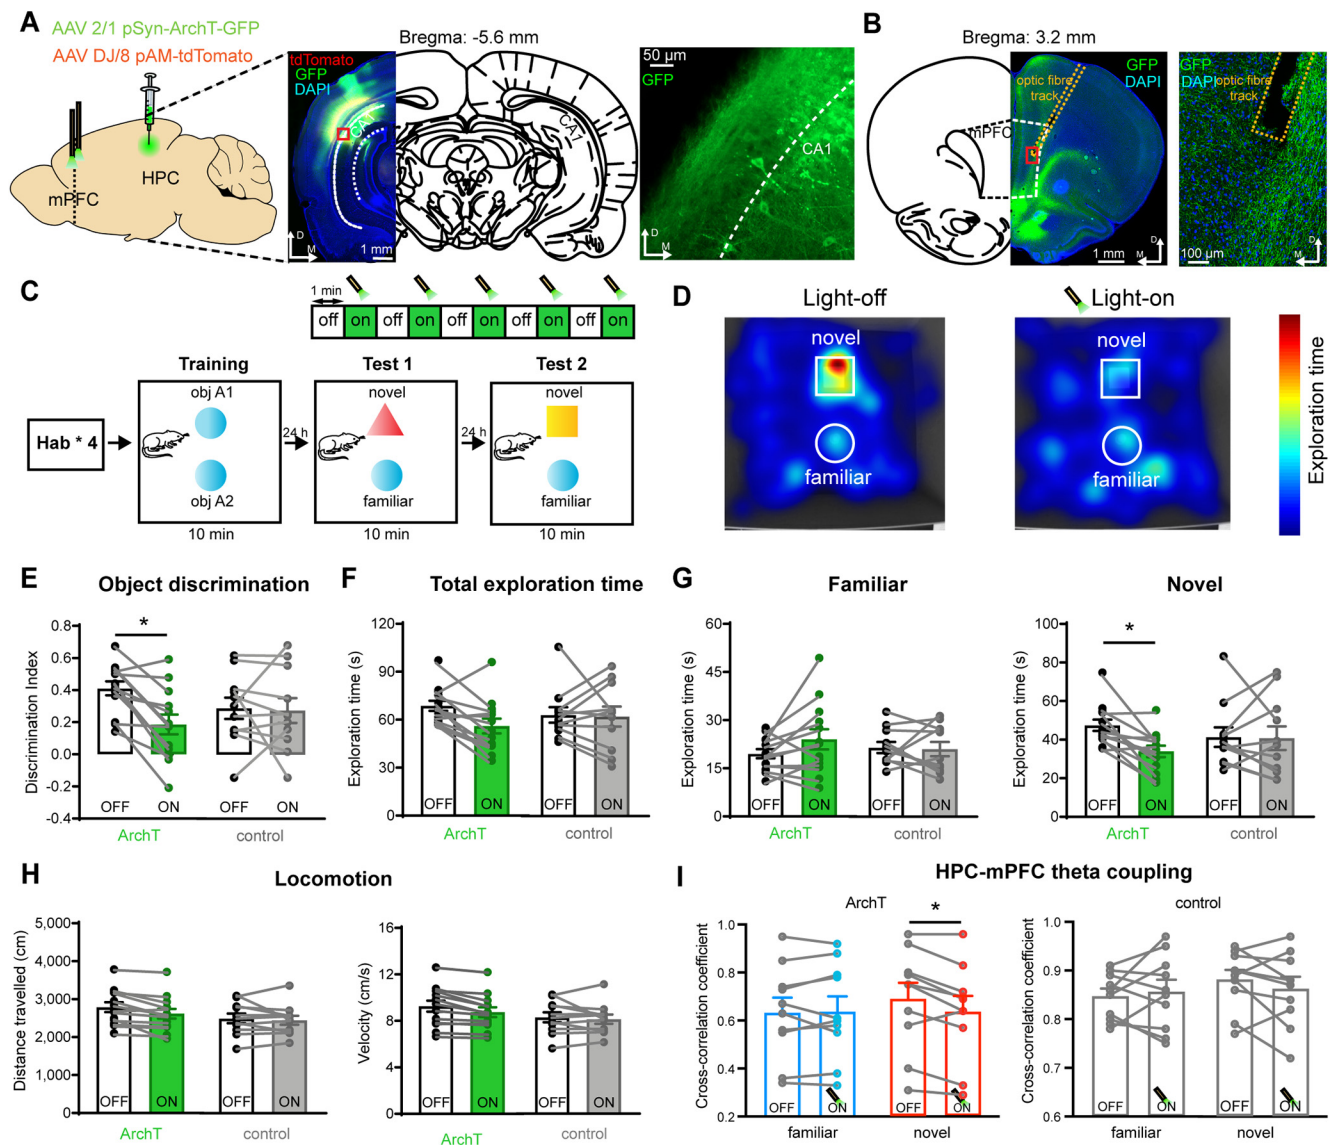 A
AAV 2/1 pSyn-ArchT-GFP
AAV DJ/8 pAM-tdTomato
HPC
mPFC
Bregma: -5.6 mm
tdTomato
GFP
DAPI
CA1
CA1
D
M
1 mm
50 µm
GFP
CA1
D
M
B
Bregma: 3.2 mm
mPFC
GFP
DAPI
optic fibre
track
1 mm
D
M
GFP
DAPI
optic fibre
track
100 µm
D
M
C
1 min
off on off on off on off on off on
Training
Test 1
Test 2
Hab * 4
obj A1
obj A2
10 min
24 h
novel
familiar
10 min
24 h
novel
familiar
10 min
D
Light-off
novel
familiar
Light-on
novel
familiar
Exploration time
E
Object discrimination
Discrimination Index
0.8
0.6
0.4
0.2
0.0
-0.2
-0.4
*
OFF ON OFF ON
ArchT control
F
Total exploration time
Exploration time (s)
120
90
60
30
0
OFF ON OFF ON
ArchT control
G
Familiar
Exploration time (s)
60
45
30
15
0
OFF ON OFF ON
ArchT control
Novel
Exploration time (s)
100
80
60
40
20
0
*
OFF ON OFF ON
ArchT control
H
Locomotion
Distance travelled (cm)
5,000
4,000
3,000
2,000
1,000
0
OFF ON OFF ON
ArchT control
Velocity (cm/s)
16
12
8
4
0
OFF ON OFF ON
ArchT control
I
HPC-mPFC theta coupling
ArchT
Cross-correlation coefficient
1.0
0.8
0.6
0.4
0.2
*
OFF ON OFF ON
familiar novel
control
Cross-correlation coefficient
1.0
0.9
0.8
0.7
0.6
OFF ON OFF ON
familiar novel